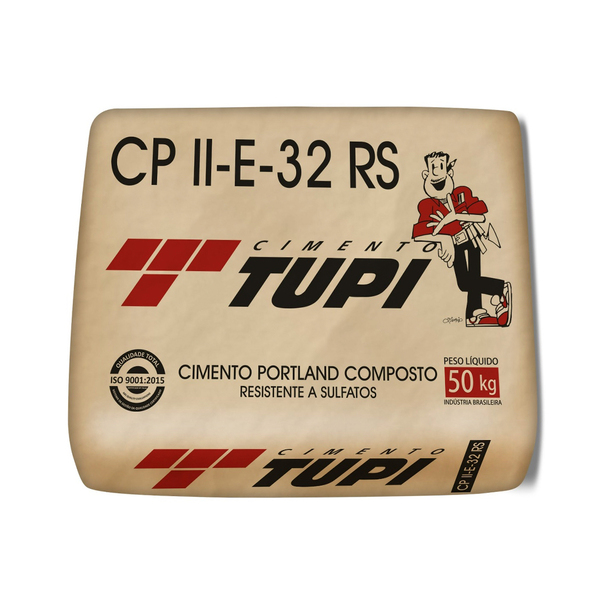 CP II-E-32 RS
CIMENTO
TUPI
QUALIDADE TOTAL
ISO 9001:2015
CIMENTO PORTLAND COMPOSTO
RESISTENTE A SULFATOS
PESO LÍQUIDO
50 kg
INDÚSTRIA BRASILEIRA
CIMENTO
TUPI
CP II-E-32 RS